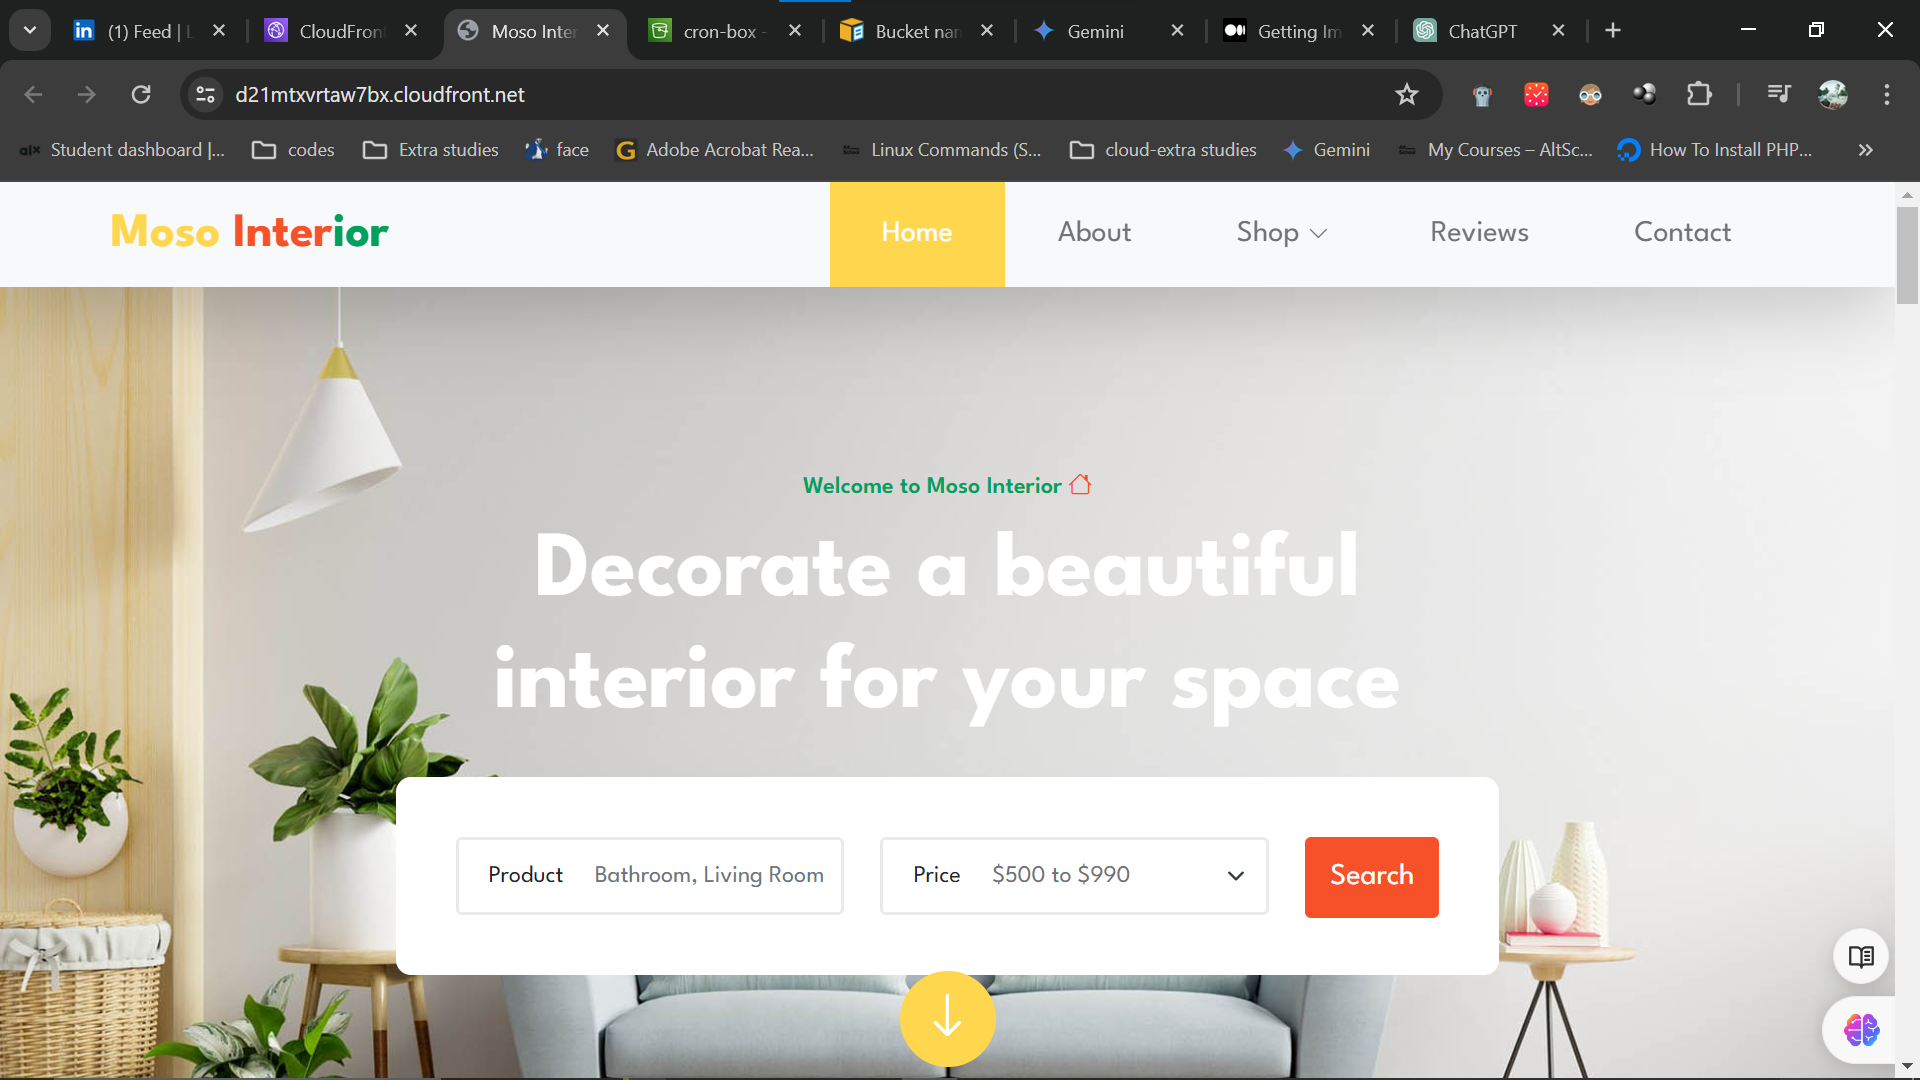 (1) Feed | L
CloudFront
Moso Inter
cron-box -
Bucket nam
Gemini
Getting Im
ChatGPT
d21mtxvrtaw7bx.cloudfront.net
Student dashboard |...
codes
Extra studies
face
Adobe Acrobat Rea...
Linux Commands (S...
cloud-extra studies
Gemini
My Courses – AltSc...
How To Install PHP...
Moso Interior
Home
About
Shop
Reviews
Contact
Welcome to Moso Interior
Decorate a beautiful
interior for your space
Product
Bathroom, Living Room
Price
$500 to $990
Search